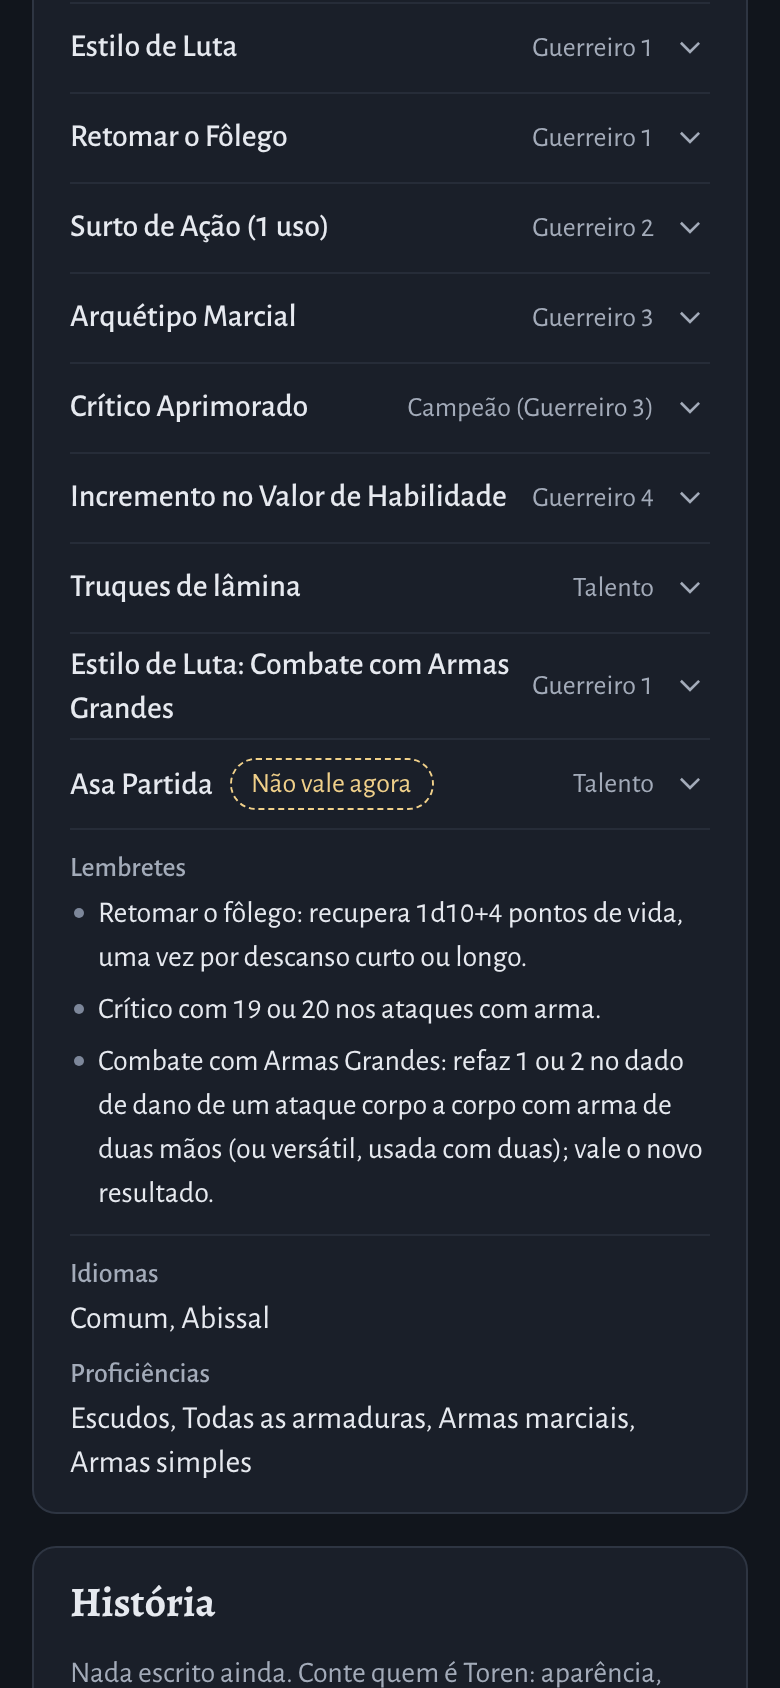 Estilo de Luta Guerreiro 1
Retomar o Fôlego Guerreiro 1
Surto de Ação (1 uso) Guerreiro 2
Arquétipo Marcial Guerreiro 3
Crítico Aprimorado Campeão (Guerreiro 3)
Incremento no Valor de Habilidade Guerreiro 4
Truques de lâmina Talento
Estilo de Luta: Combate com Armas
Grandes Guerreiro 1
Asa Partida Não vale agora Talento
Lembretes
Retomar o fôlego: recupera 1d10+4 pontos de vida,
uma vez por descanso curto ou longo.
Crítico com 19 ou 20 nos ataques com arma.
Combate com Armas Grandes: refaz 1 ou 2 no dado
de dano de um ataque corpo a corpo com arma de
duas mãos (ou versátil, usada com duas); vale o novo
resultado.
Idiomas
Comum, Abissal
Proficiências
Escudos, Todas as armaduras, Armas marciais,
Armas simples
História
Nada escrito ainda. Conte quem é Toren: aparência,